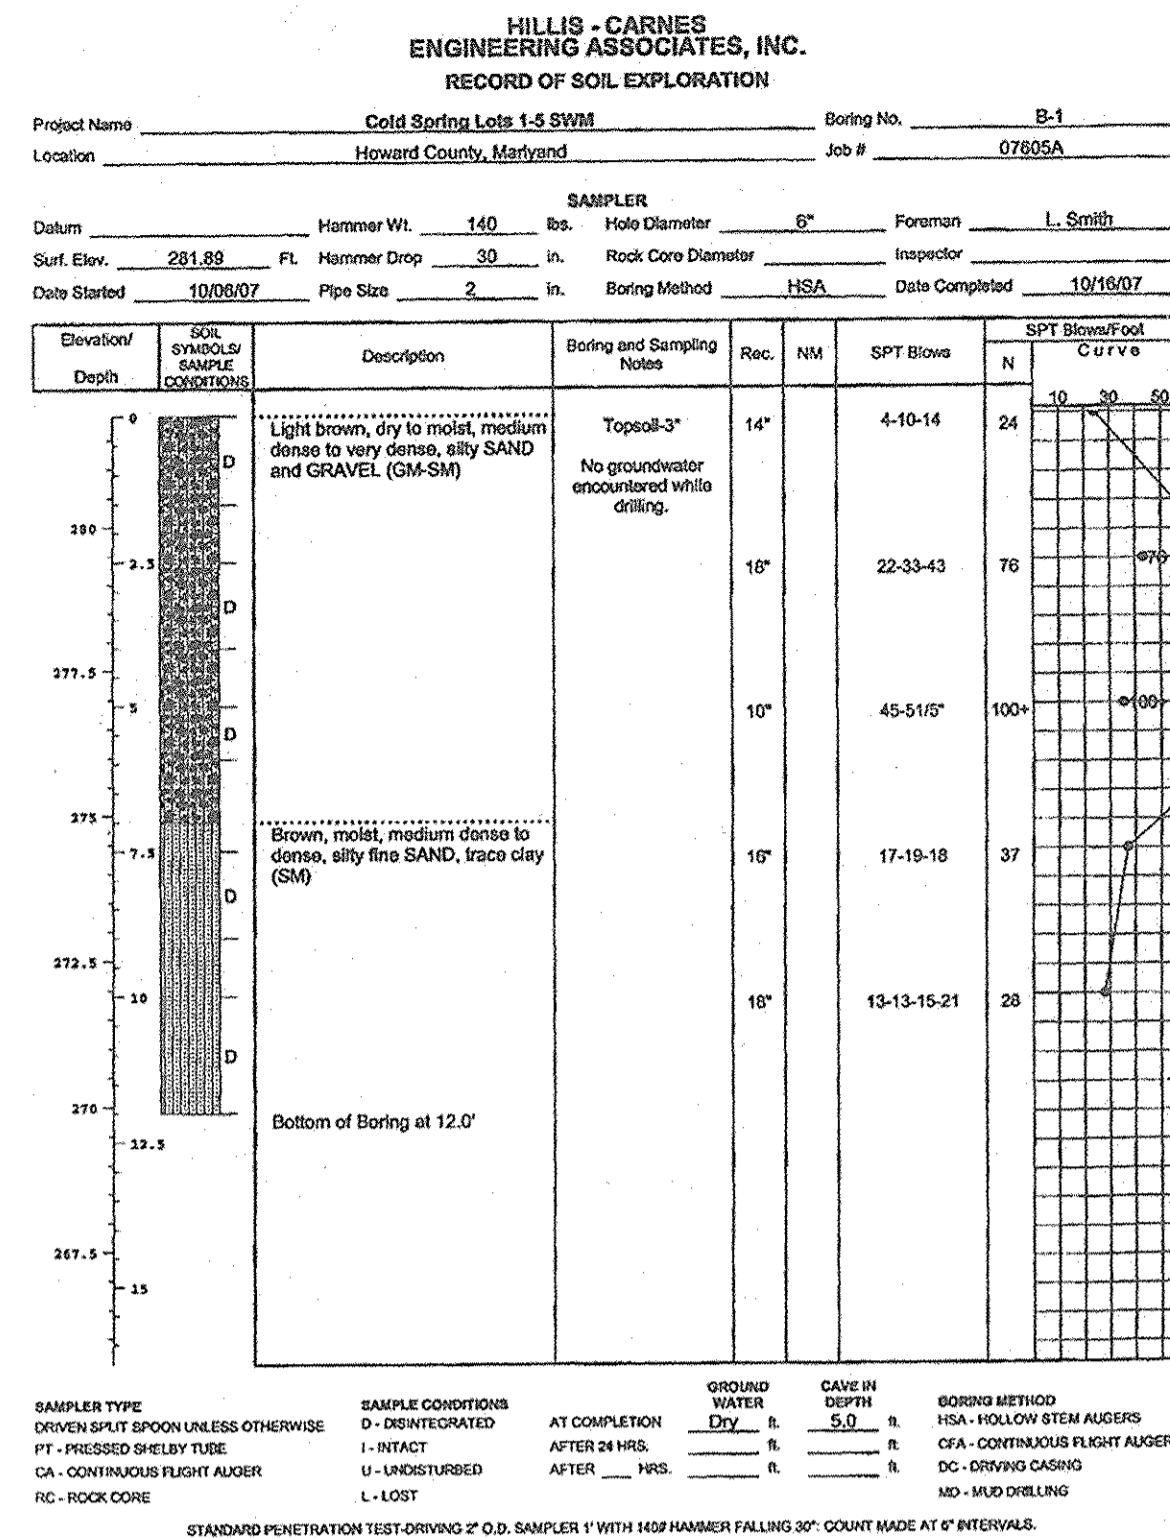 HILLIS - CARNES
ENGINEERING ASSOCIATES, INC.
RECORD OF SOIL EXPLORATION
Project Name Cold Spring Lots 1-5 SWM Boring No. B-1
Location Howard County, Marlyand Job # 07605A
SAMPLER
Datum Hammer Wt. 140 lbs. Hole Diameter 6" Foreman L. Smith
Surf. Elev. 281.89 Ft. Hammer Drop 30 in. Rock Core Diameter Inspector
Date Started 10/06/07 Pipe Size 2 in. Boring Method HSA Date Completed 10/16/07
Elevation/ Depth
SOIL SYMBOLS/ SAMPLE CONDITIONS
Description
Boring and Sampling Notes
Rec. NM SPT Blows
SPT Blows/Foot
N Curve
10 30 50
0 Light brown, dry to moist, medium Topsoil-3" 14" 4-10-14 24
dense to very dense, silty SAND
D and GRAVEL (GM-SM) No groundwater
encountered while
drilling.
280
2.5 18" 22-33-43 76 76
D
277.5
5 10" 45-51/5" 100+
D
275
Brown, moist, medium dense to
7.5 dense, silty fine SAND, trace clay 16" 17-19-18 37
(SM)
D
272.5
10 18" 13-13-15-21 28
D
270
Bottom of Boring at 12.0'
12.5
267.5
15
GROUND WATER CAVE IN DEPTH
SAMPLER TYPE SAMPLE CONDITIONS BORING METHOD
DRIVEN SPLIT SPOON UNLESS OTHERWISE D - DISINTEGRATED AT COMPLETION Dry ft. 5.0 ft. HSA - HOLLOW STEM AUGERS
PT - PRESSED SHELBY TUBE I - INTACT AFTER 24 HRS. ft. ft. CFA - CONTINUOUS FLIGHT AUGER
CA - CONTINUOUS FLIGHT AUGER U - UNDISTURBED AFTER ___ HRS. ft. ft. DC - DRIVING CASING
RC - ROCK CORE L - LOST MD - MUD DRILLING
STANDARD PENETRATION TEST-DRIVING 2" O.D. SAMPLER 1' WITH 140# HAMMER FALLING 30": COUNT MADE AT 6" INTERVALS.